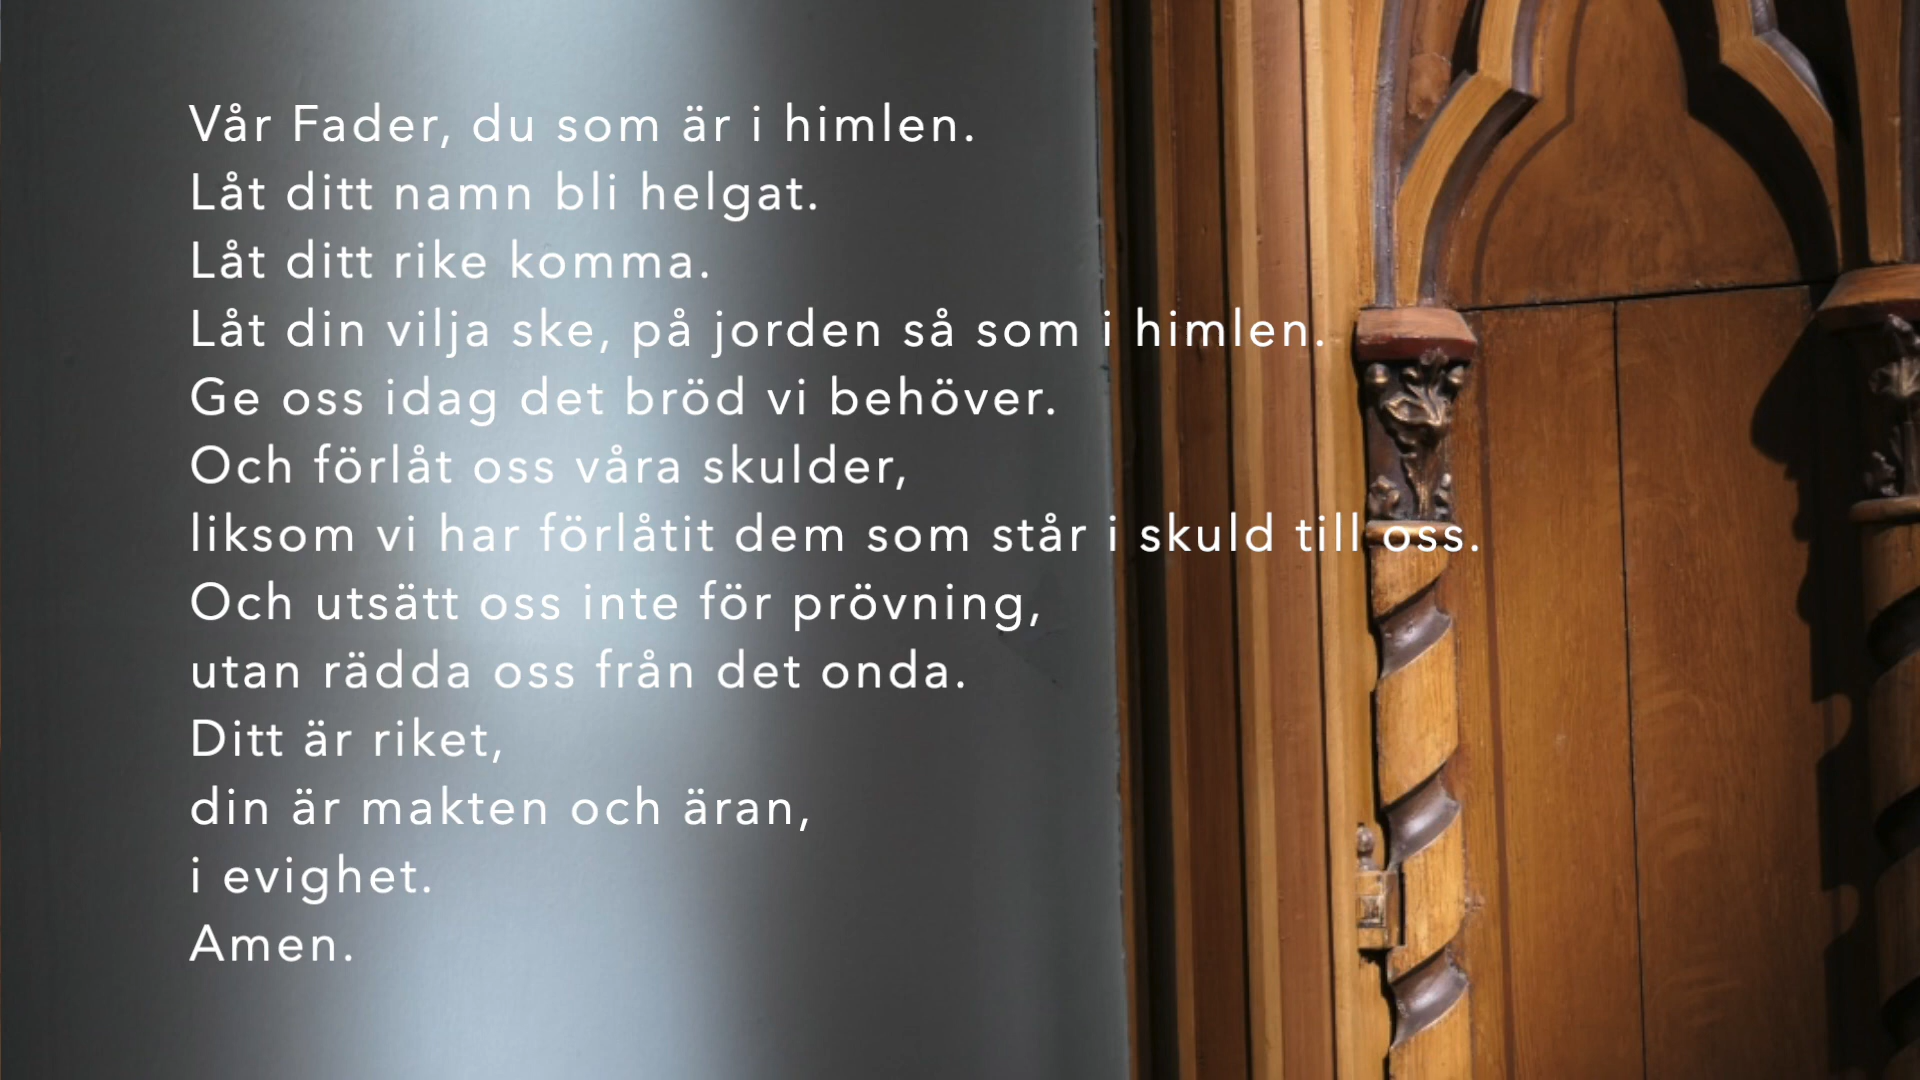 Vår Fader, du som är i himlen.
Låt ditt namn bli helgat.
Låt ditt rike komma.
Låt din vilja ske, på jorden så som i himlen.
Ge oss idag det bröd vi behöver.
Och förlåt oss våra skulder,
liksom vi har förlåtit dem som står i skuld till oss.
Och utsätt oss inte för prövning,
utan rädda oss från det onda.
Ditt är riket,
din är makten och äran,
i evighet.
Amen.